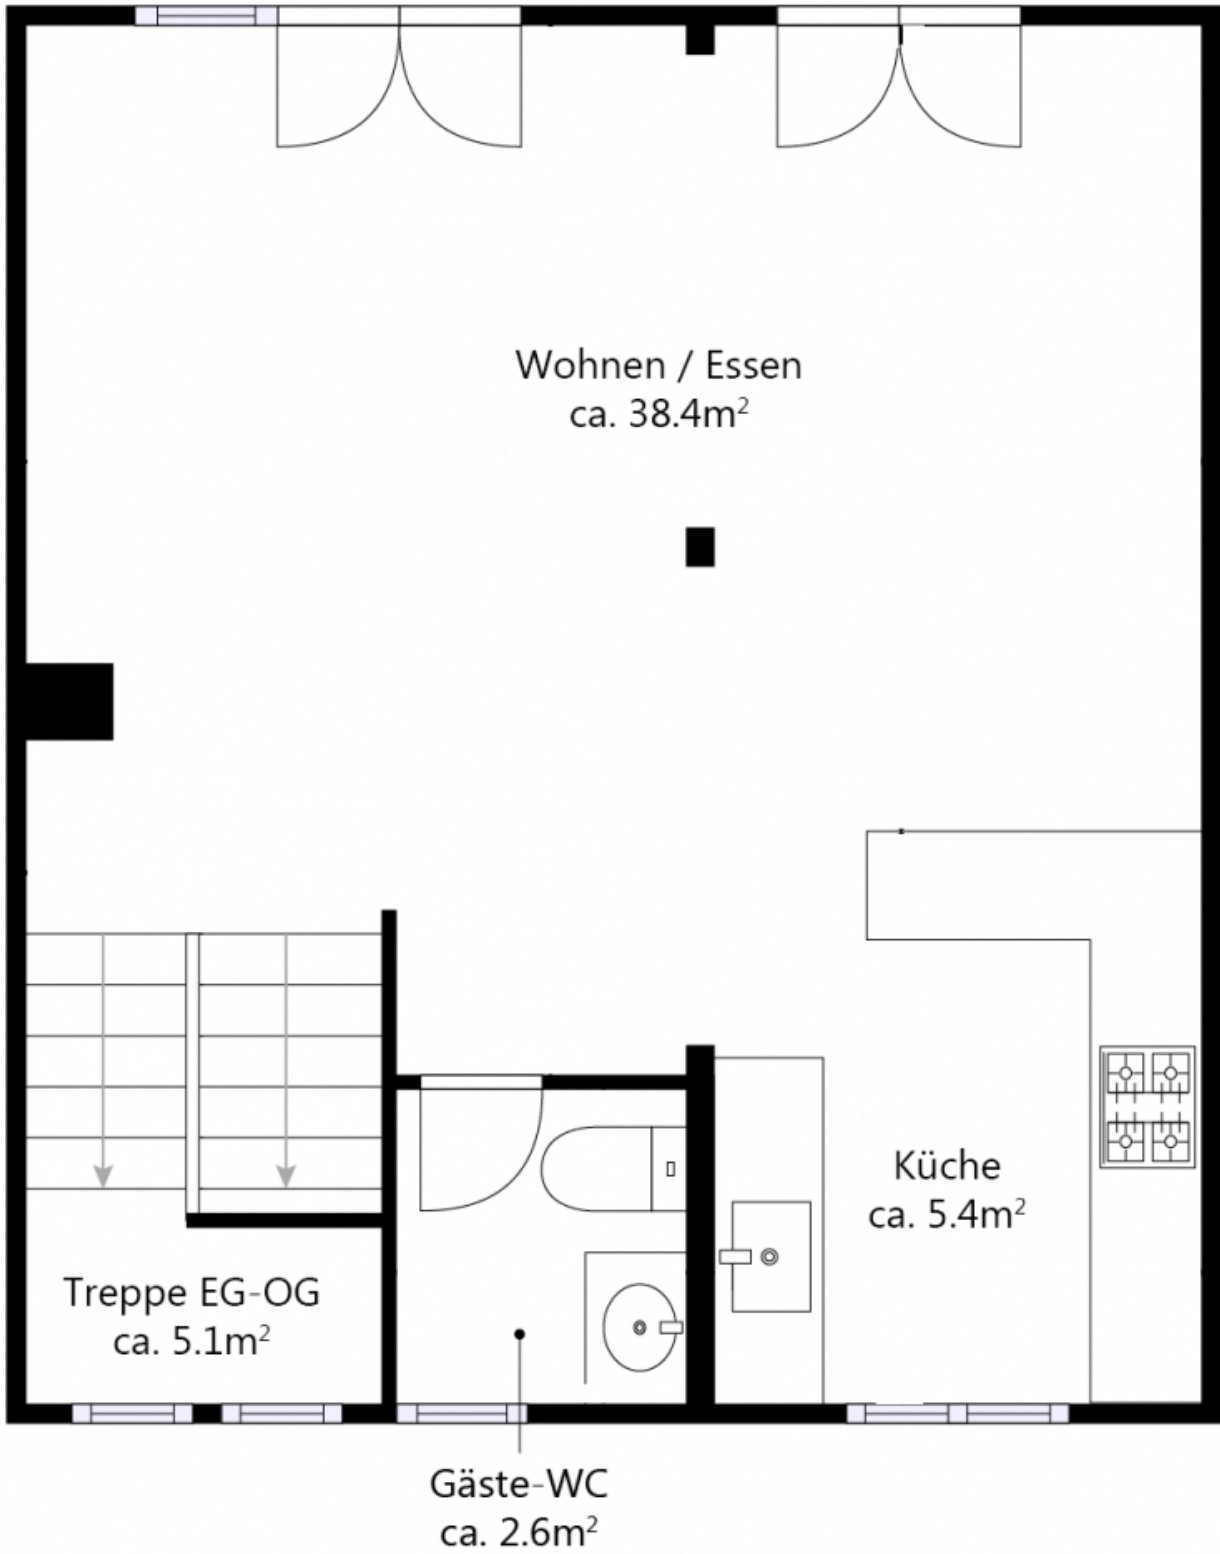 Wohnen / Essen
ca. 38.4m²
Küche
ca. 5.4m²
Treppe EG-OG
ca. 5.1m²
Gäste-WC
ca. 2.6m²